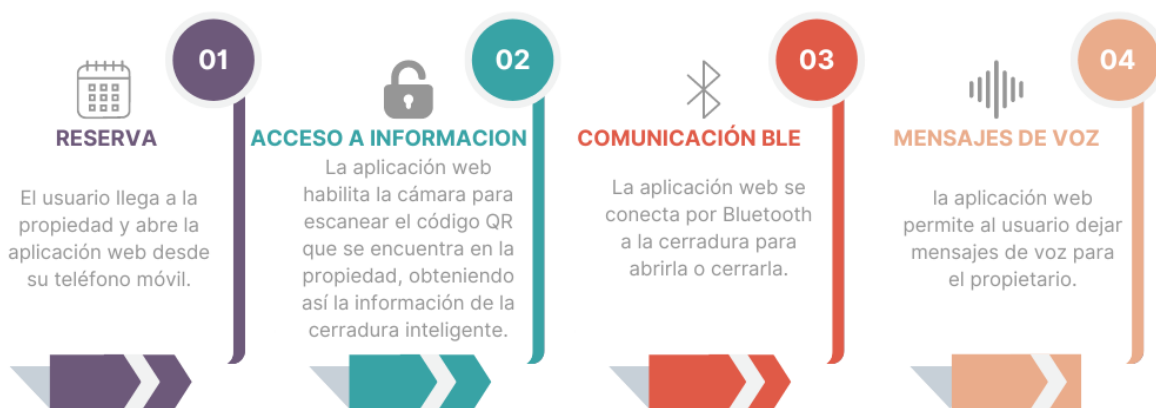 01
RESERVA
El usuario llega a la
propiedad y abre la
aplicación web desde
su teléfono móvil.
02
ACCESO A INFORMACION
La aplicación web
habilita la cámara para
escanear el código QR
que se encuentra en la
propiedad, obteniendo
así la información de la
cerradura inteligente.
03
COMUNICACIÓN BLE
La aplicación web se
conecta por Bluetooth
a la cerradura para
abrirla o cerrarla.
04
MENSAJES DE VOZ
la aplicación web
permite al usuario dejar
mensajes de voz para
el propietario.